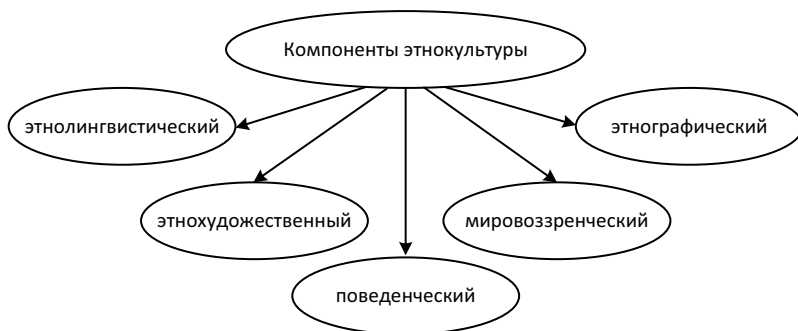 Компоненты этнокультуры
этнолингвистический
этнографический
этнохудожественный
мировоззренческий
поведенческий